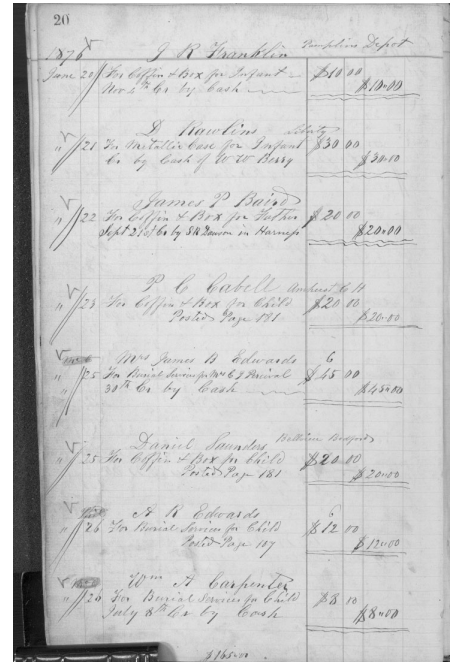 20
1876 J R Franklin Pamplins Depot
June 20 For Coffin & Box for Infant $10 00
Nov 4th Cr by Cash $10.00
D Rawlins Liberty
" 21 For Metallic Case for Infant $30 00
Cr by Cash of W W Berry $30.00
James P Baird
" 22 For Coffin & Box for Father $20 00
Sept 21st Cr by in Harness $20.00
P C Cabell Amherst C H
" 23 For Coffin & Box for Child $20 00
Posted Page 181 $20.00
Mrs James B Edwards 6
" 25 For Burial Services for Mrs C J Percival $45 00
30th Cr by Cash $45.00
Daniel Saunders Bedford
" 25 For Coffin & Box for Child $20.00
Posted Page 181 $20.00
A R Edwards 6
" 26 For Burial Services for Child $12 00
Posted Page 107 $12.00
Wm A Carpenter
" 26 For Burial Services for Child $8 00
July 8th Cr by Cash $8.00
$165.00